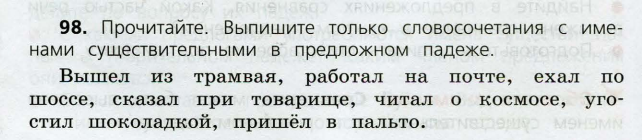 98. Прочитайте. Выпишите только словосочетания с име-
нами существительными в предложном падеже.
Вышел из трамвая, работал на почте, ехал по
шоссе, сказал при товарище, читал о космосе, уго-
стил шоколадкой, пришёл в пальто.